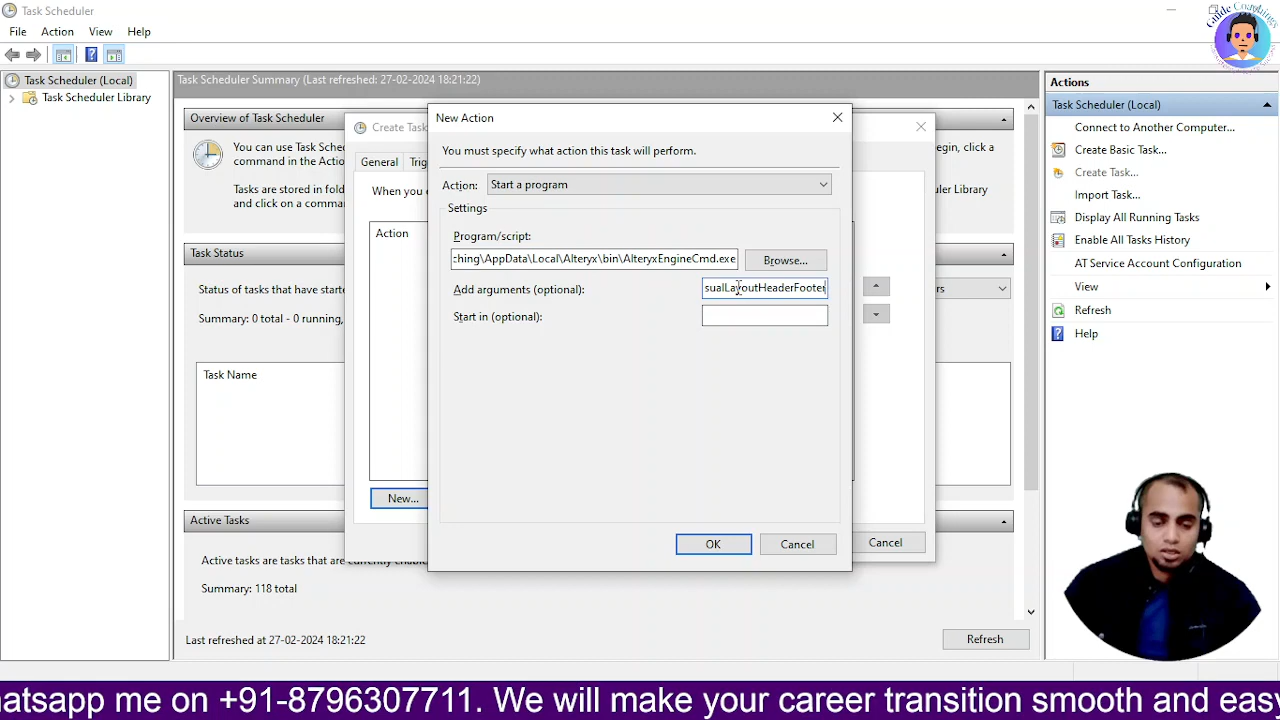 Task Scheduler
File Action View Help
Task Scheduler (Local)
Task Scheduler Library
Task Scheduler Summary (Last refreshed: 27-02-2024 18:21:22)
Overview of Task Scheduler
You can use Task
command in the Actio
Tasks are stored in fold
and click on a comma
egin, click a
ler Library
Task Status
Status of tasks that have starte
Summary: 0 total - 0 running,
Task Name
Active Tasks
Active tasks are tasks that are currently enable
Summary: 118 total
Last refreshed at 27-02-2024 18:21:22
Refresh
Create Task
General Trig
When you
Action
New...
Cancel
New Action
You must specify what action this task will perform.
Action: Start a program
Settings
Program/script:
:hing\AppData\Local\Alteryx\bin\AlteryxEngineCmd.exe
Browse...
Add arguments (optional): sualLayoutHeaderFooter
Start in (optional):
OK Cancel
Actions
Task Scheduler (Local)
Connect to Another Computer...
Create Basic Task...
Create Task...
Import Task...
Display All Running Tasks
Enable All Tasks History
AT Service Account Configuration
View
Refresh
Help
hatsapp me on +91-8796307711. We will make your career transition smooth and easy